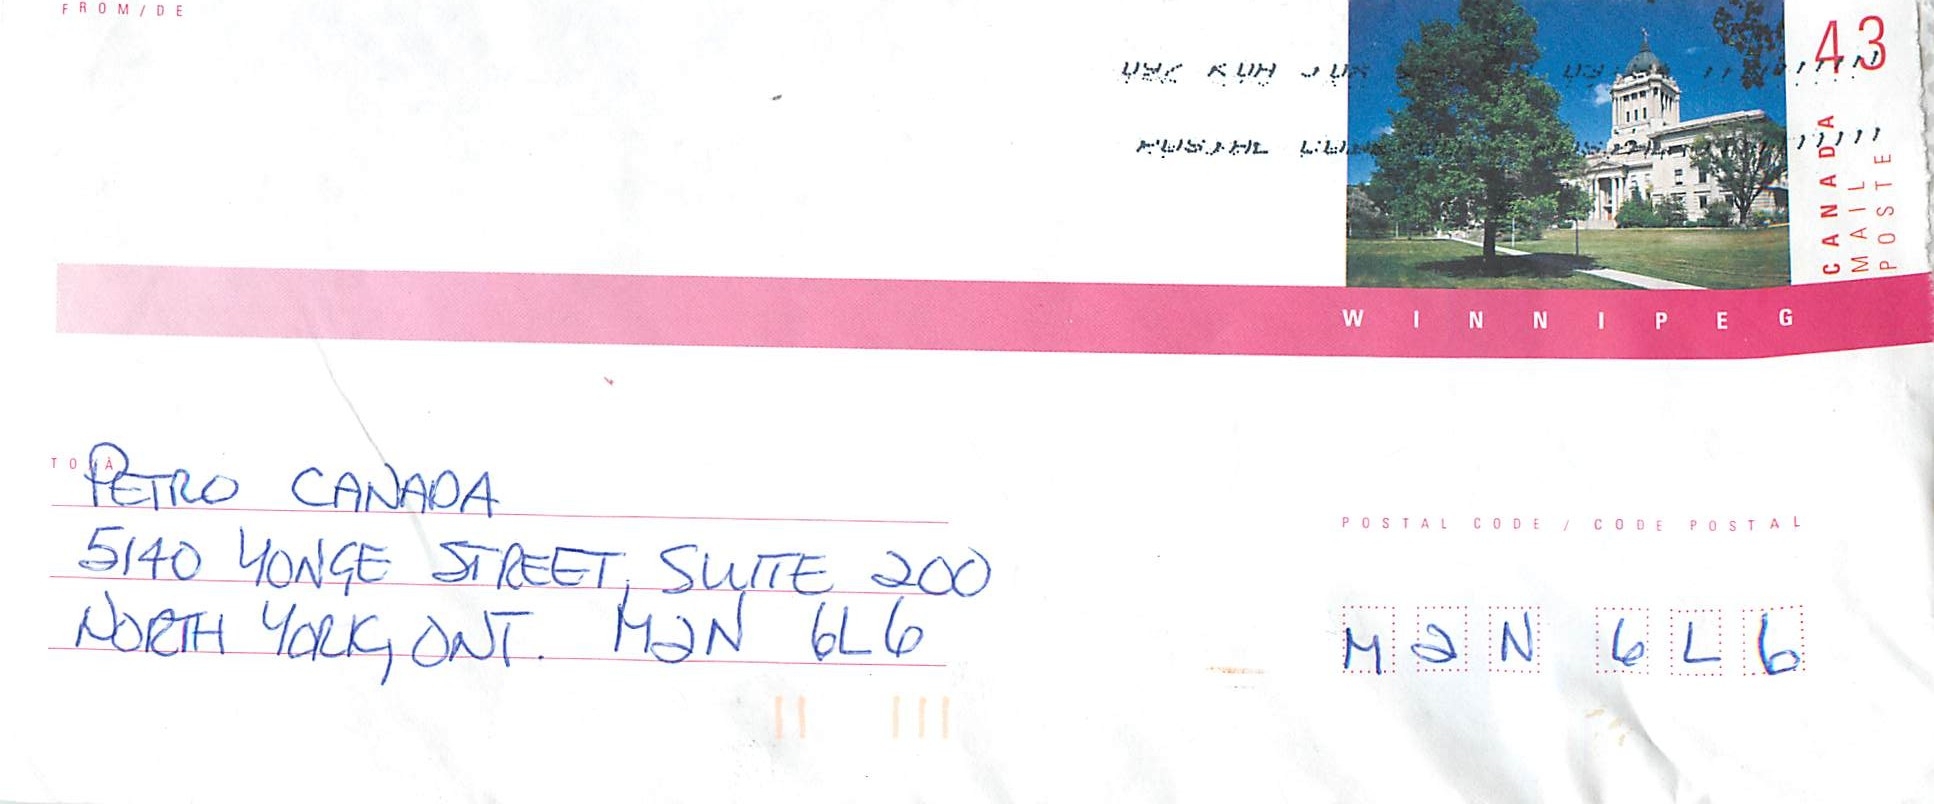 FROM/DE
43
CANADA
MAIL
POSTE
WINNIPEG
TO/À
PETRO CANADA
5140 YONGE STREET, SUITE 200
NORTH YORK, ONT. M2N 6L6
POSTAL CODE / CODE POSTAL
M2N 6L6